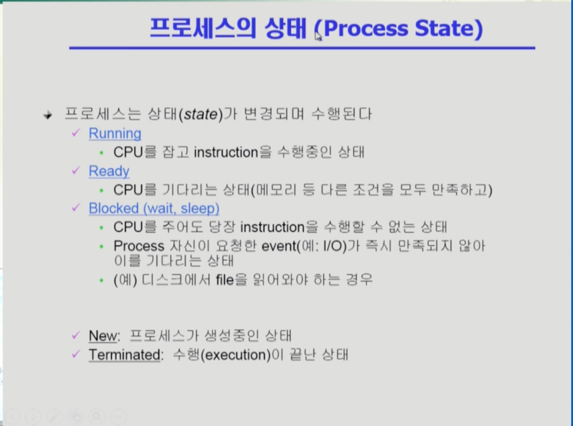 프로세스의 상태 (Process State)
프로세스는 상태(state)가 변경되며 수행된다
Running
CPU를 잡고 instruction을 수행중인 상태
Ready
CPU를 기다리는 상태(메모리 등 다른 조건을 모두 만족하고)
Blocked (wait, sleep)
CPU를 주어도 당장 instruction을 수행할 수 없는 상태
Process 자신이 요청한 event(예: I/O)가 즉시 만족되지 않아
이를 기다리는 상태
(예) 디스크에서 file을 읽어와야 하는 경우
New: 프로세스가 생성중인 상태
Terminated: 수행(execution)이 끝난 상태